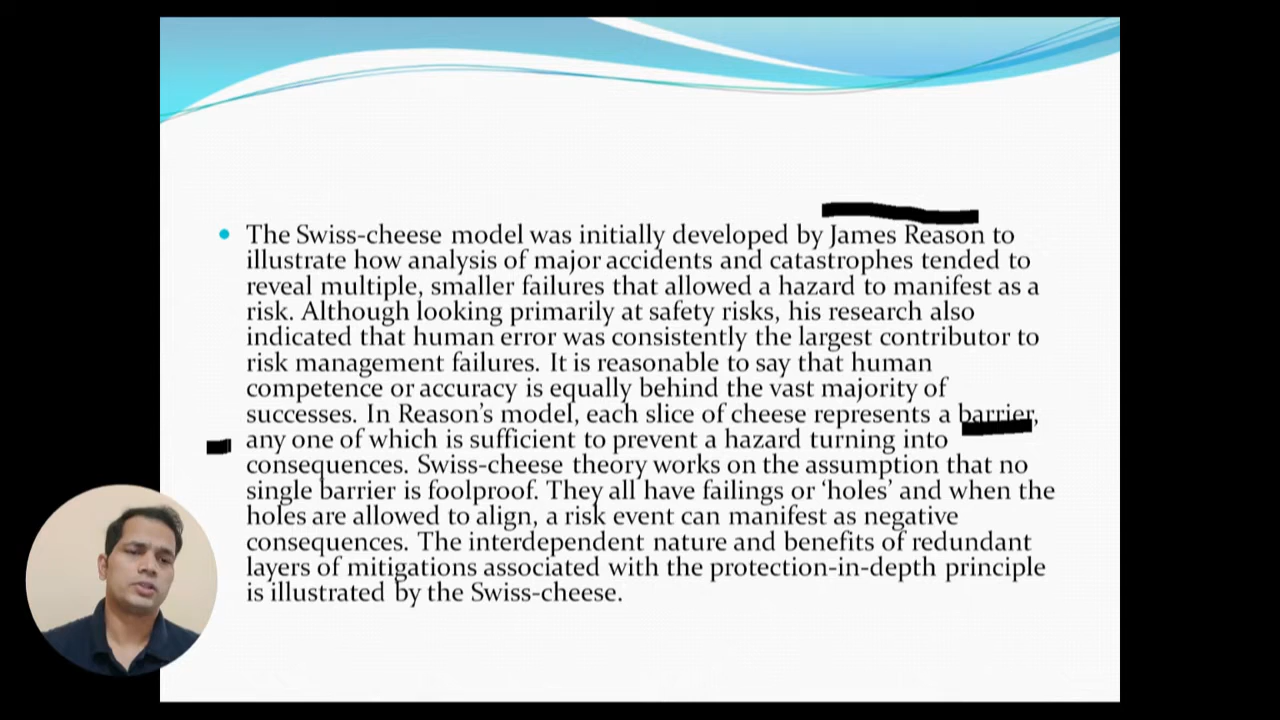 The Swiss-cheese model was initially developed by James Reason to
illustrate how analysis of major accidents and catastrophes tended to
reveal multiple, smaller failures that allowed a hazard to manifest as a
risk. Although looking primarily at safety risks, his research also
indicated that human error was consistently the largest contributor to
risk management failures. It is reasonable to say that human
competence or accuracy is equally behind the vast majority of
successes. In Reason’s model, each slice of cheese represents a barrier,
any one of which is sufficient to prevent a hazard turning into
consequences. Swiss-cheese theory works on the assumption that no
single barrier is foolproof. They all have failings or ‘holes’ and when the
holes are allowed to align, a risk event can manifest as negative
consequences. The interdependent nature and benefits of redundant
layers of mitigations associated with the protection-in-depth principle
is illustrated by the Swiss-cheese.